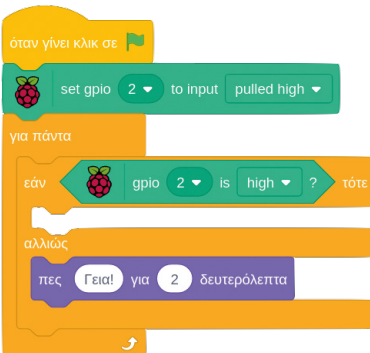 όταν γίνει κλικ σε
set gpio 2 to input pulled high
για πάντα
εάν gpio 2 is high ? τότε
αλλιώς
πες Γεια! για 2 δευτερόλεπτα